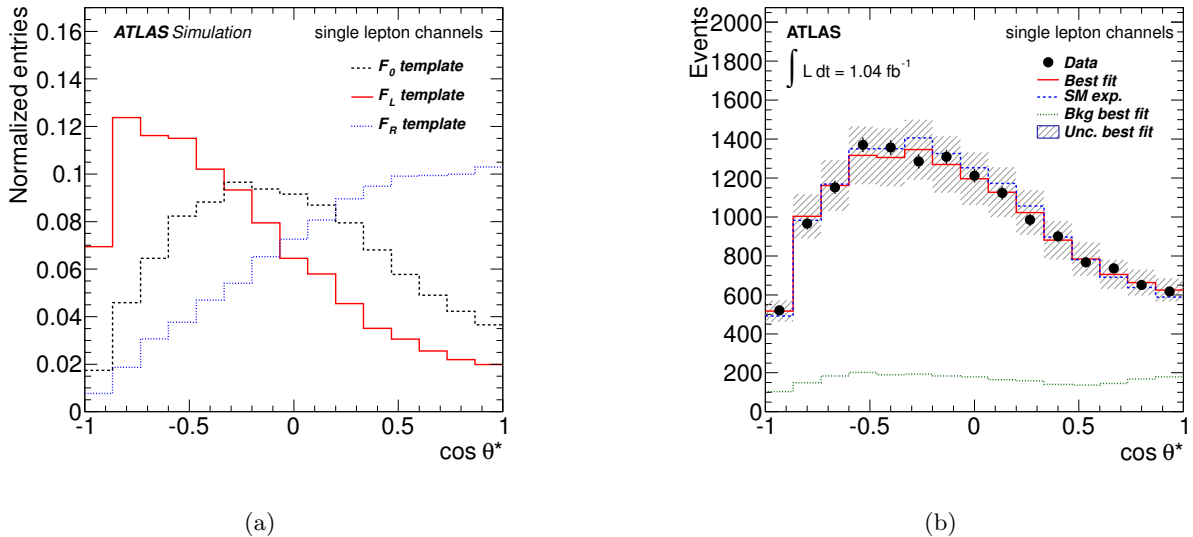 ATLAS Simulation
single lepton channels
F0 template
FL template
FR template
Normalized entries
0.16
0.14
0.12
0.1
0.08
0.06
0.04
0.02
0
-1
-0.5
0
0.5
1
cos θ*
(a)
ATLAS
single lepton channels
∫ L dt = 1.04 fb-1
Data
Best fit
SM exp.
Bkg best fit
Unc. best fit
Events
2000
1800
1600
1400
1200
1000
800
600
400
200
0
-1
-0.5
0
0.5
1
cos θ*
(b)